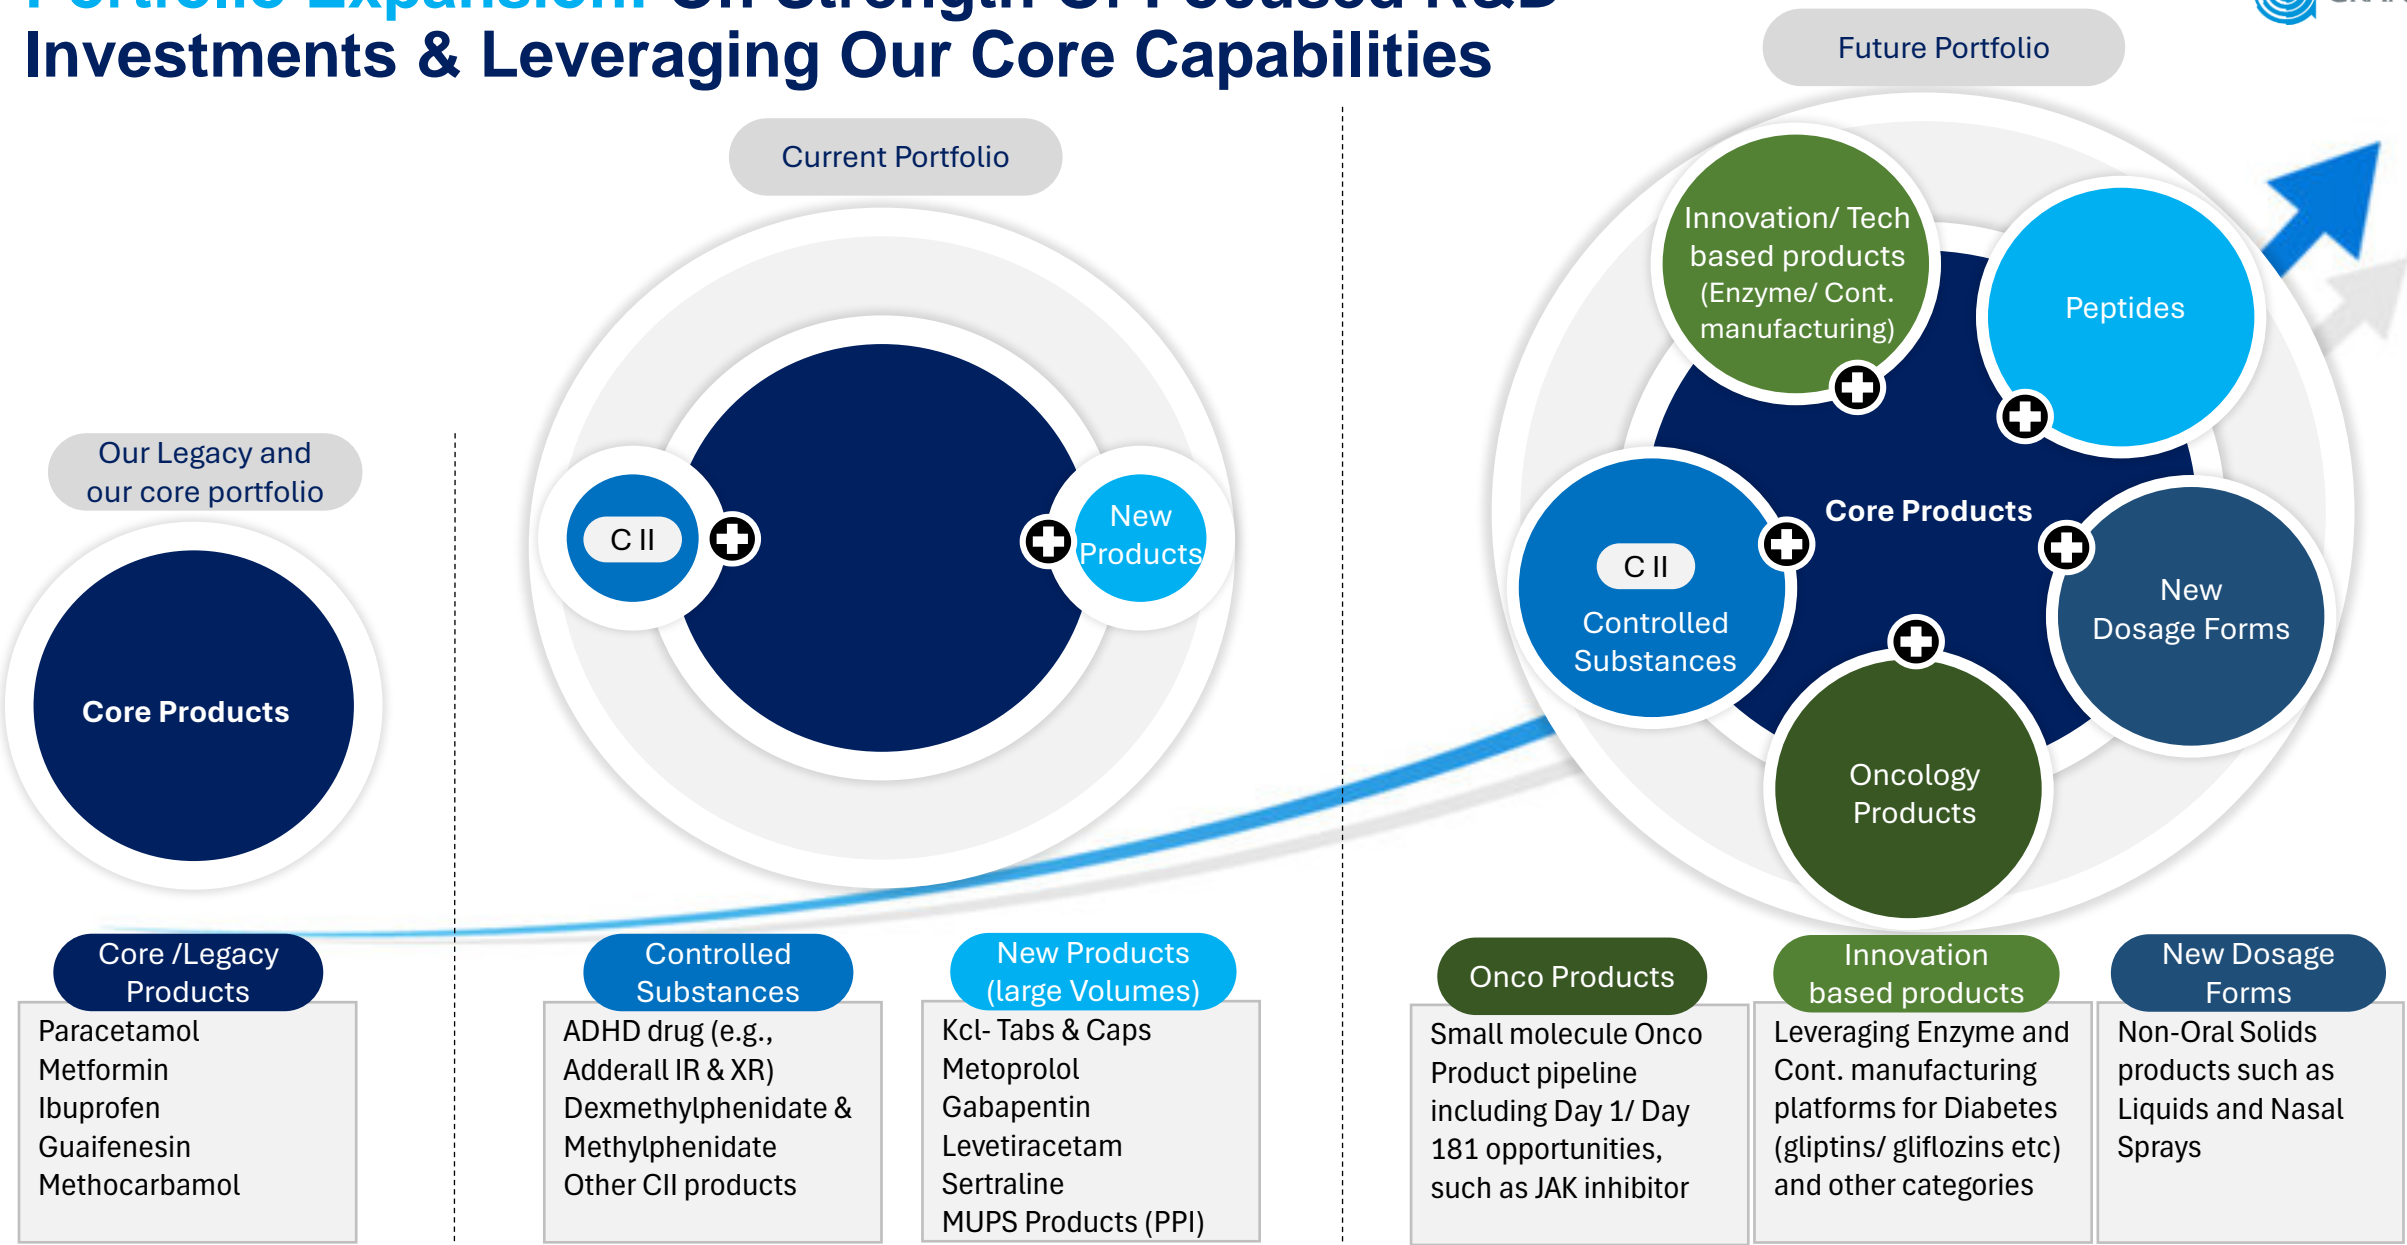 Portfolio Expansion: On Strength Of Focused R&D
Investments & Leveraging Our Core Capabilities
Future Portfolio
Current Portfolio
Our Legacy and
our core portfolio
Core Products
C II
New
Products
Innovation/ Tech
based products
(Enzyme/ Cont.
manufacturing)
Peptides
Core Products
C II
Controlled
Substances
New
Dosage Forms
Oncology
Products
Core /Legacy
Products
Paracetamol
Metformin
Ibuprofen
Guaifenesin
Methocarbamol
Controlled
Substances
ADHD drug (e.g.,
Adderall IR & XR)
Dexmethylphenidate &
Methylphenidate
Other CII products
New Products
(large Volumes)
Kcl- Tabs & Caps
Metoprolol
Gabapentin
Levetiracetam
Sertraline
MUPS Products (PPI)
Onco Products
Small molecule Onco
Product pipeline
including Day 1/ Day
181 opportunities,
such as JAK inhibitor
Innovation
based products
Leveraging Enzyme and
Cont. manufacturing
platforms for Diabetes
(gliptins/ gliflozins etc)
and other categories
New Dosage
Forms
Non-Oral Solids
products such as
Liquids and Nasal
Sprays